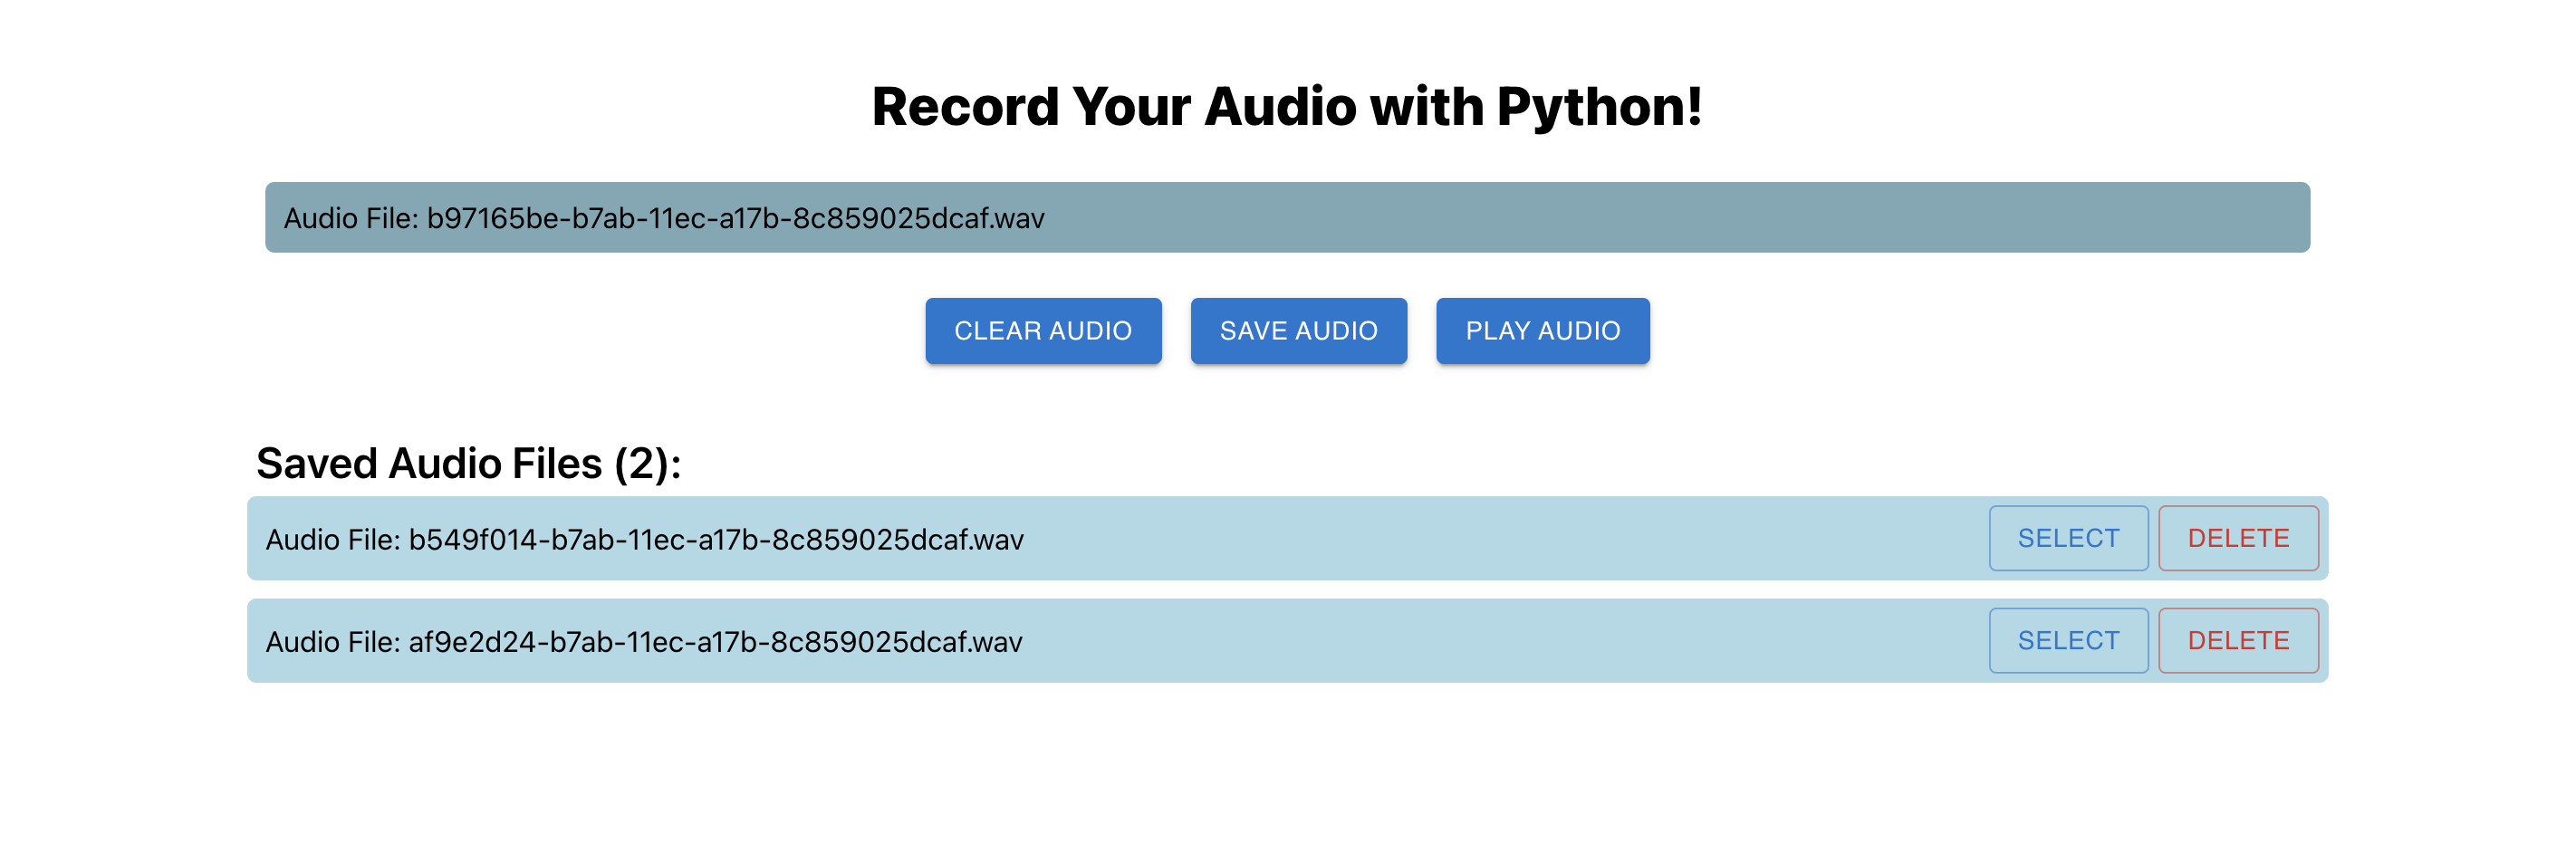 Record Your Audio with Python!
Audio File: b97165be-b7ab-11ec-a17b-8c859025dcaf.wav
CLEAR AUDIO SAVE AUDIO PLAY AUDIO
Saved Audio Files (2):
Audio File: b549f014-b7ab-11ec-a17b-8c859025dcaf.wav SELECT DELETE
Audio File: af9e2d24-b7ab-11ec-a17b-8c859025dcaf.wav SELECT DELETE